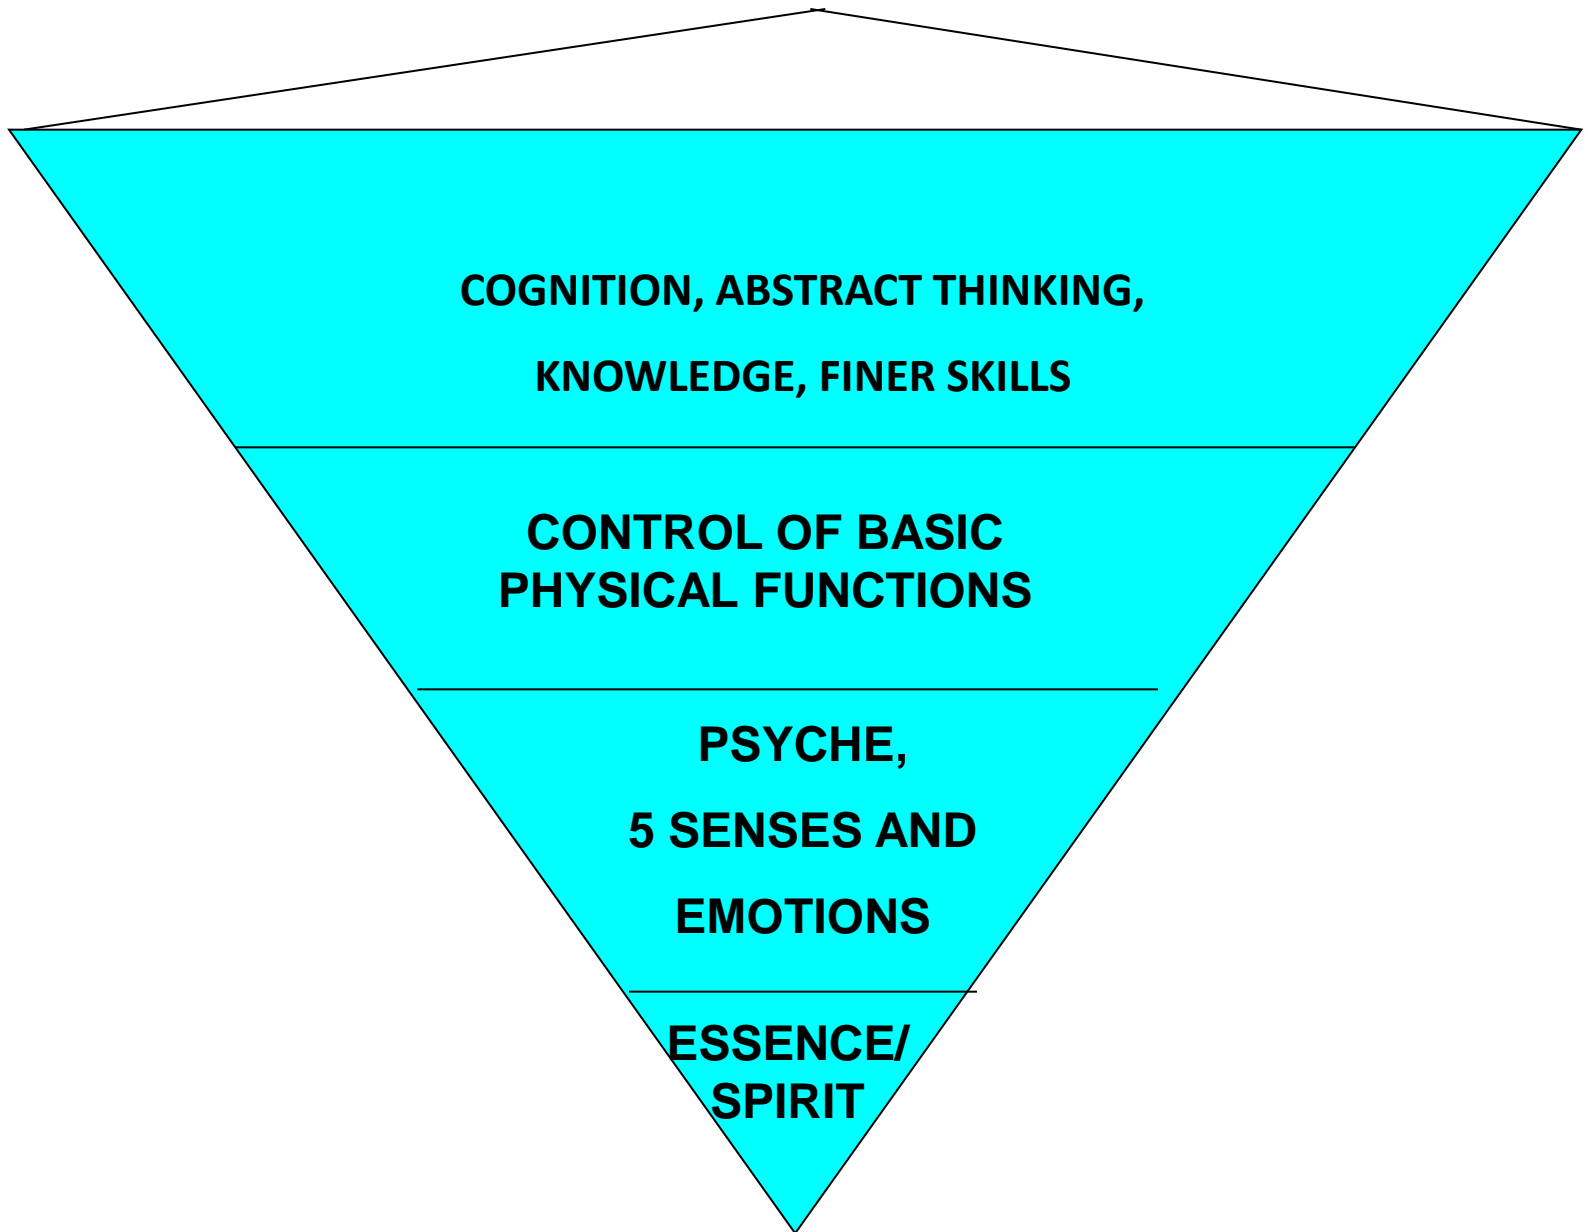 COGNITION, ABSTRACT THINKING,
KNOWLEDGE, FINER SKILLS
CONTROL OF BASIC
PHYSICAL FUNCTIONS
PSYCHE,
5 SENSES AND
EMOTIONS
ESSENCE/
SPIRIT